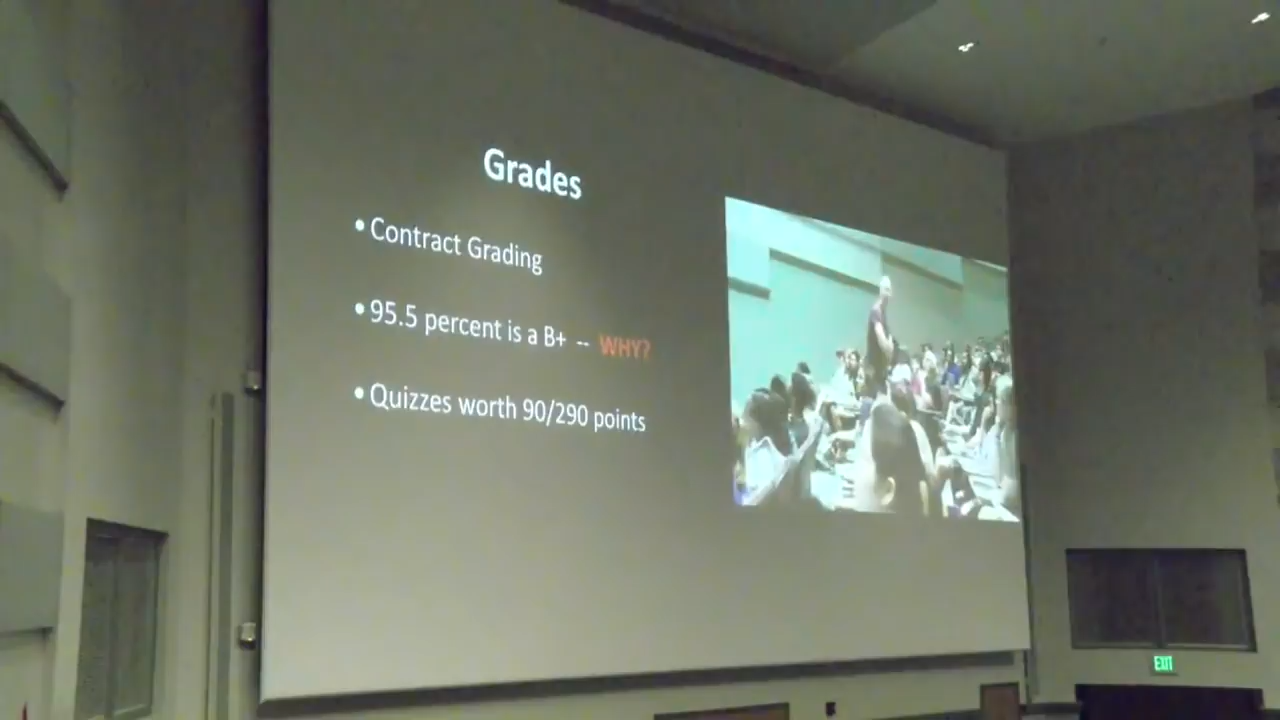 Grades
• Contract Grading
• 95.5 percent is a B+ -- WHY?
• Quizzes worth 90/290 points
EXIT